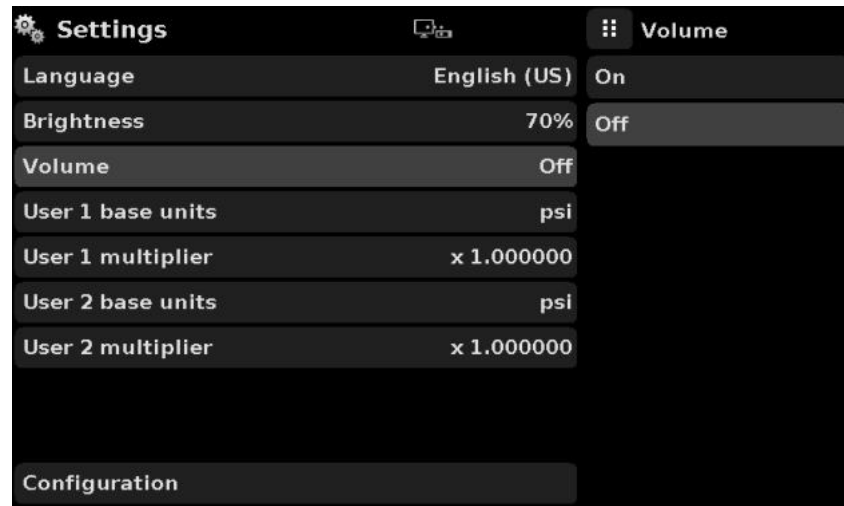 Settings
Volume
Language English (US)
On
Brightness 70%
Off
Volume Off
User 1 base units psi
User 1 multiplier x 1.000000
User 2 base units psi
User 2 multiplier x 1.000000
Configuration